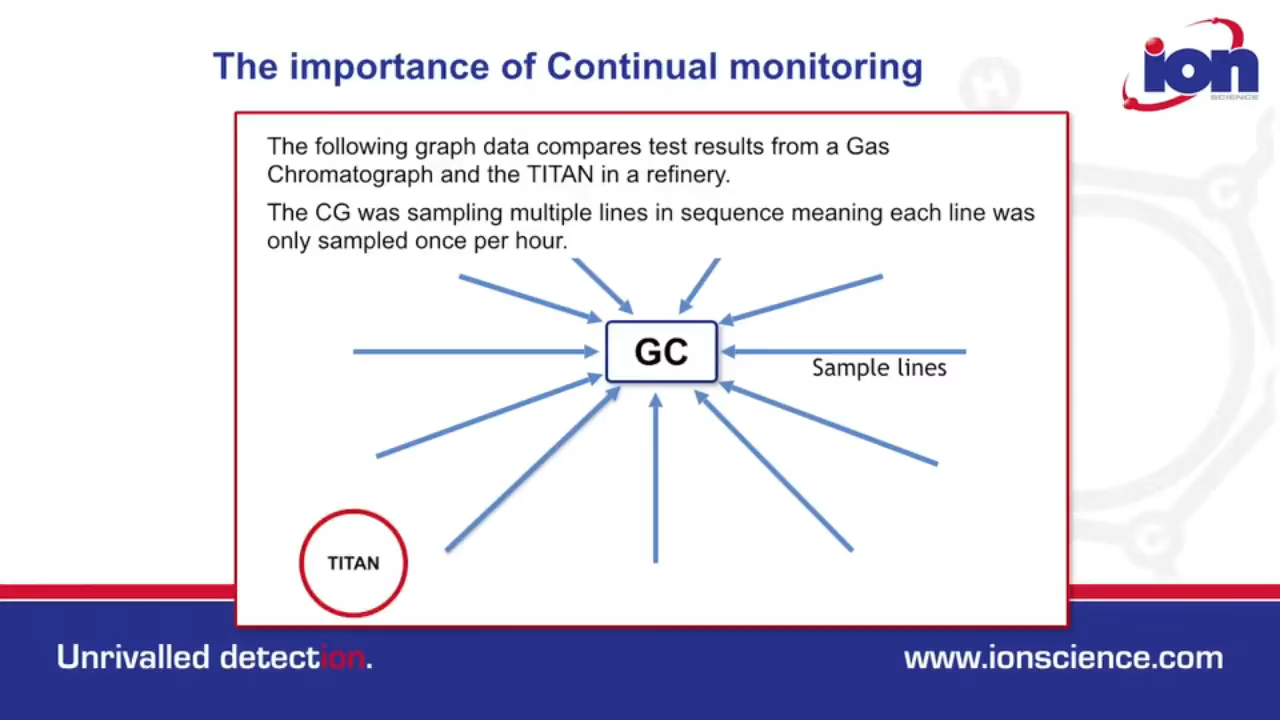 The importance of Continual monitoring
ion
SCIENCE
The following graph data compares test results from a Gas
Chromatograph and the TITAN in a refinery.
The CG was sampling multiple lines in sequence meaning each line was
only sampled once per hour.
GC
Sample lines
TITAN
Unrivalled detection.
www.ionscience.com
H
C
C